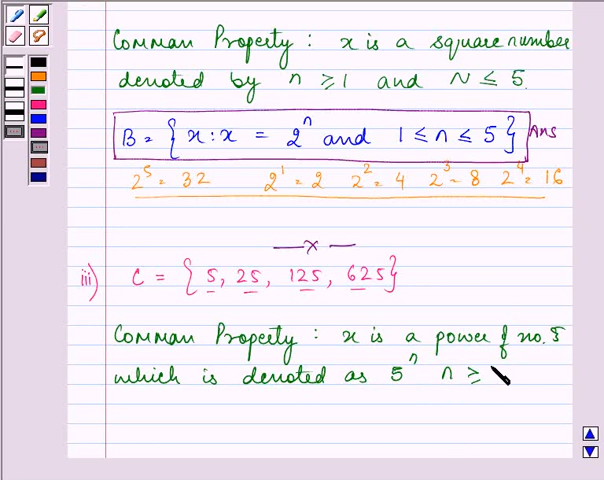 Common Property : x is a square number
denoted by n ≥ 1 and N ≤ 5.
B = { x : x = 2ⁿ and 1 ≤ n ≤ 5 } Ans
2⁵ = 32 2¹ = 2 2² = 4 2³ = 8 2⁴ = 16
— x —
iii) C = { 5, 25, 125, 625 }
Common Property : x is a power of no. 5
which is denoted as 5ⁿ n ≥